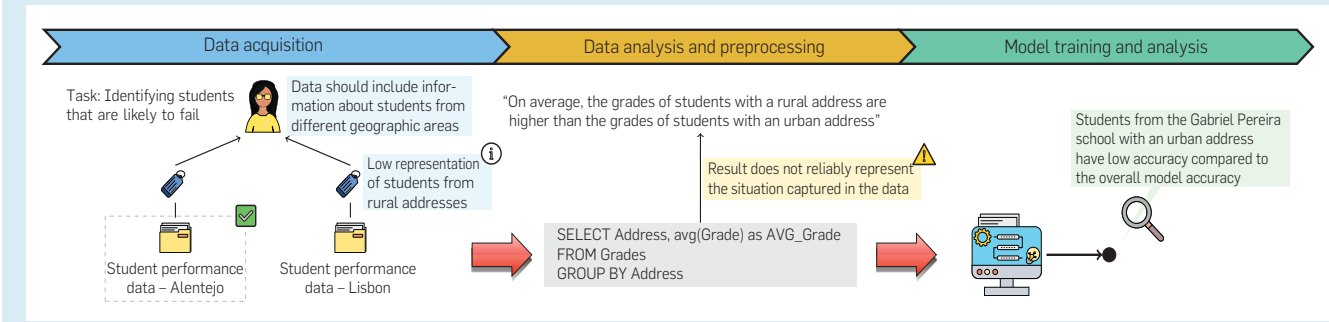 Data acquisition
Data analysis and preprocessing
Model training and analysis
Task: Identifying students
that are likely to fail
Data should include infor-
mation about students from
different geographic areas
Low representation
of students from
rural addresses
i
Student performance
data – Alentejo
Student performance
data – Lisbon
“On average, the grades of students with a rural address are
higher than the grades of students with an urban address”
!
Result does not reliably represent
the situation captured in the data
SELECT Address, avg(Grade) as AVG_Grade
FROM Grades
GROUP BY Address
Students from the Gabriel Pereira
school with an urban address
have low accuracy compared to
the overall model accuracy